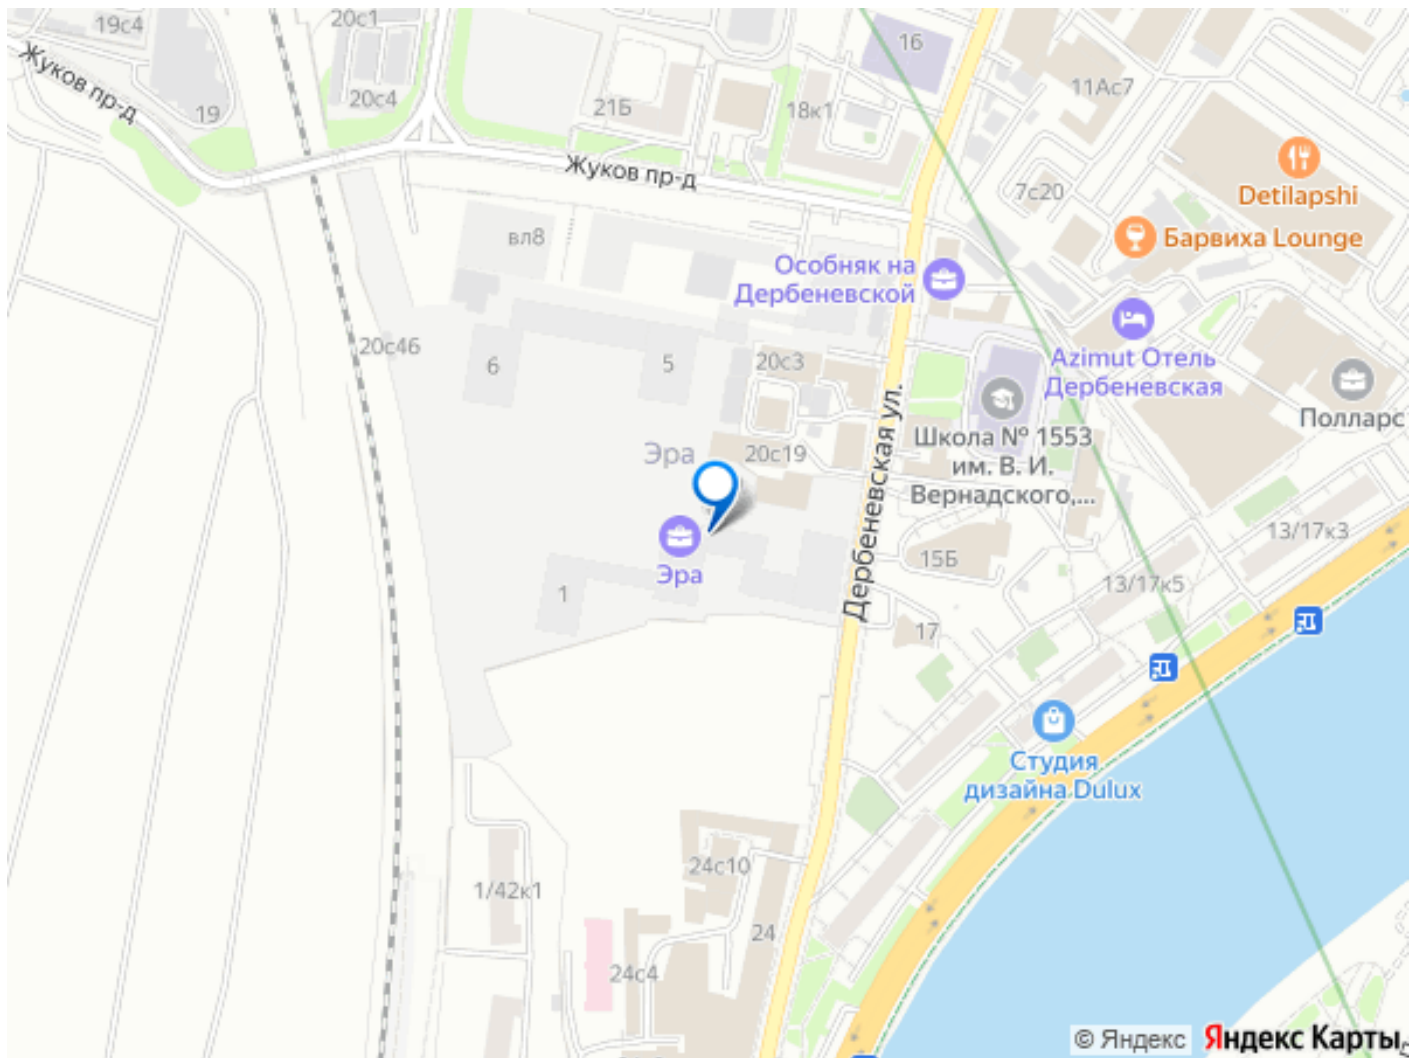 19с4
20с1
16
Жуков пр-д
20с4
19
21Б
18к1
11Ас7
Жуков пр-д
Detilapshi
7с20
вл8
Барвиха Lounge
Особняк на
Дербеневской
20с46
6
5
20с3
Azimut Отель
Дербеневская
Полларс
Дербеневская ул.
Школа № 1553
им. В. И.
Вернадского,...
Эра
20с19
13/17к3
15Б
Эра
1
13/17к5
17
Студия
дизайна Dulux
24с10
1/42к1
24
24с4
© Яндекс Яндекс Карты